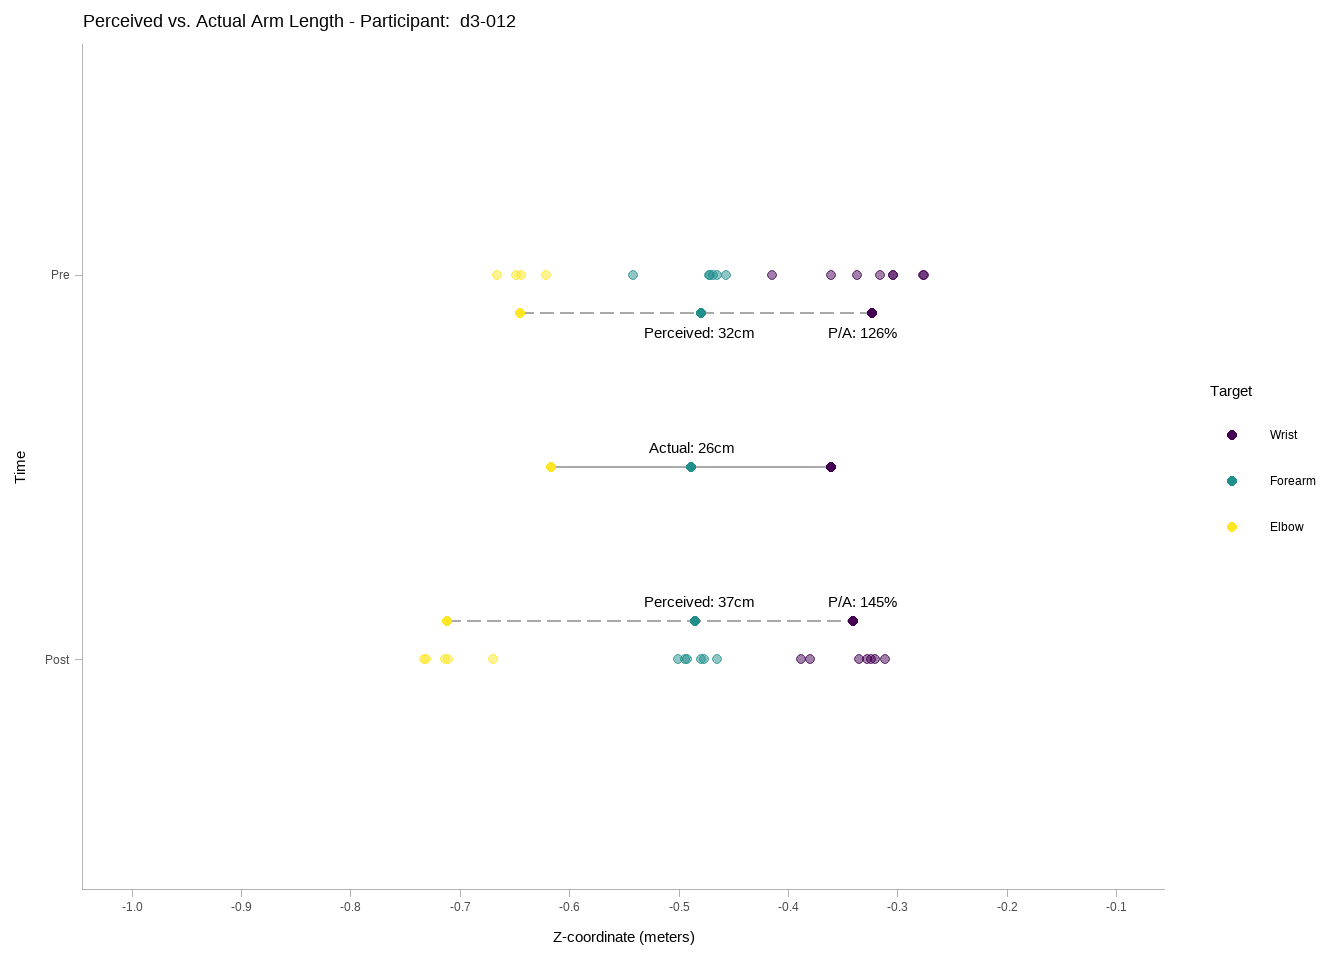 Perceived vs. Actual Arm Length - Participant:  d3-012
Pre
Perceived: 32cm
P/A: 126%
Actual: 26cm
Time
Perceived: 37cm
P/A: 145%
Post
-1.0
-0.9
-0.8
-0.7
-0.6
-0.5
-0.4
-0.3
-0.2
-0.1
Z-coordinate (meters)
Target
Wrist
Forearm
Elbow